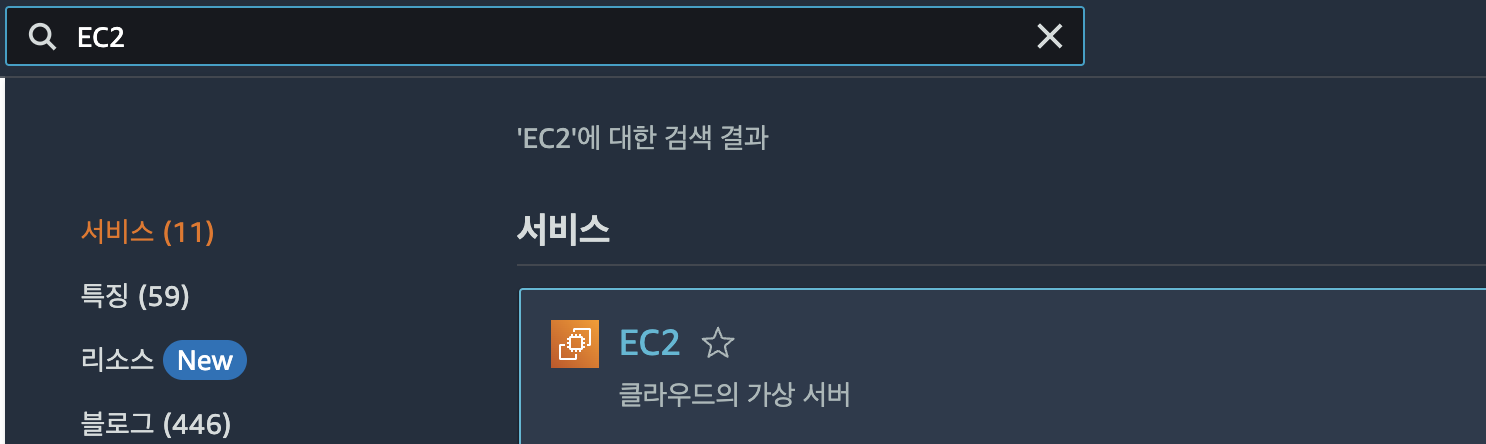 EC2
'EC2'에 대한 검색 결과
서비스 (11)
특징 (59)
리소스 New
블로그 (446)
서비스
EC2
클라우드의 가상 서버